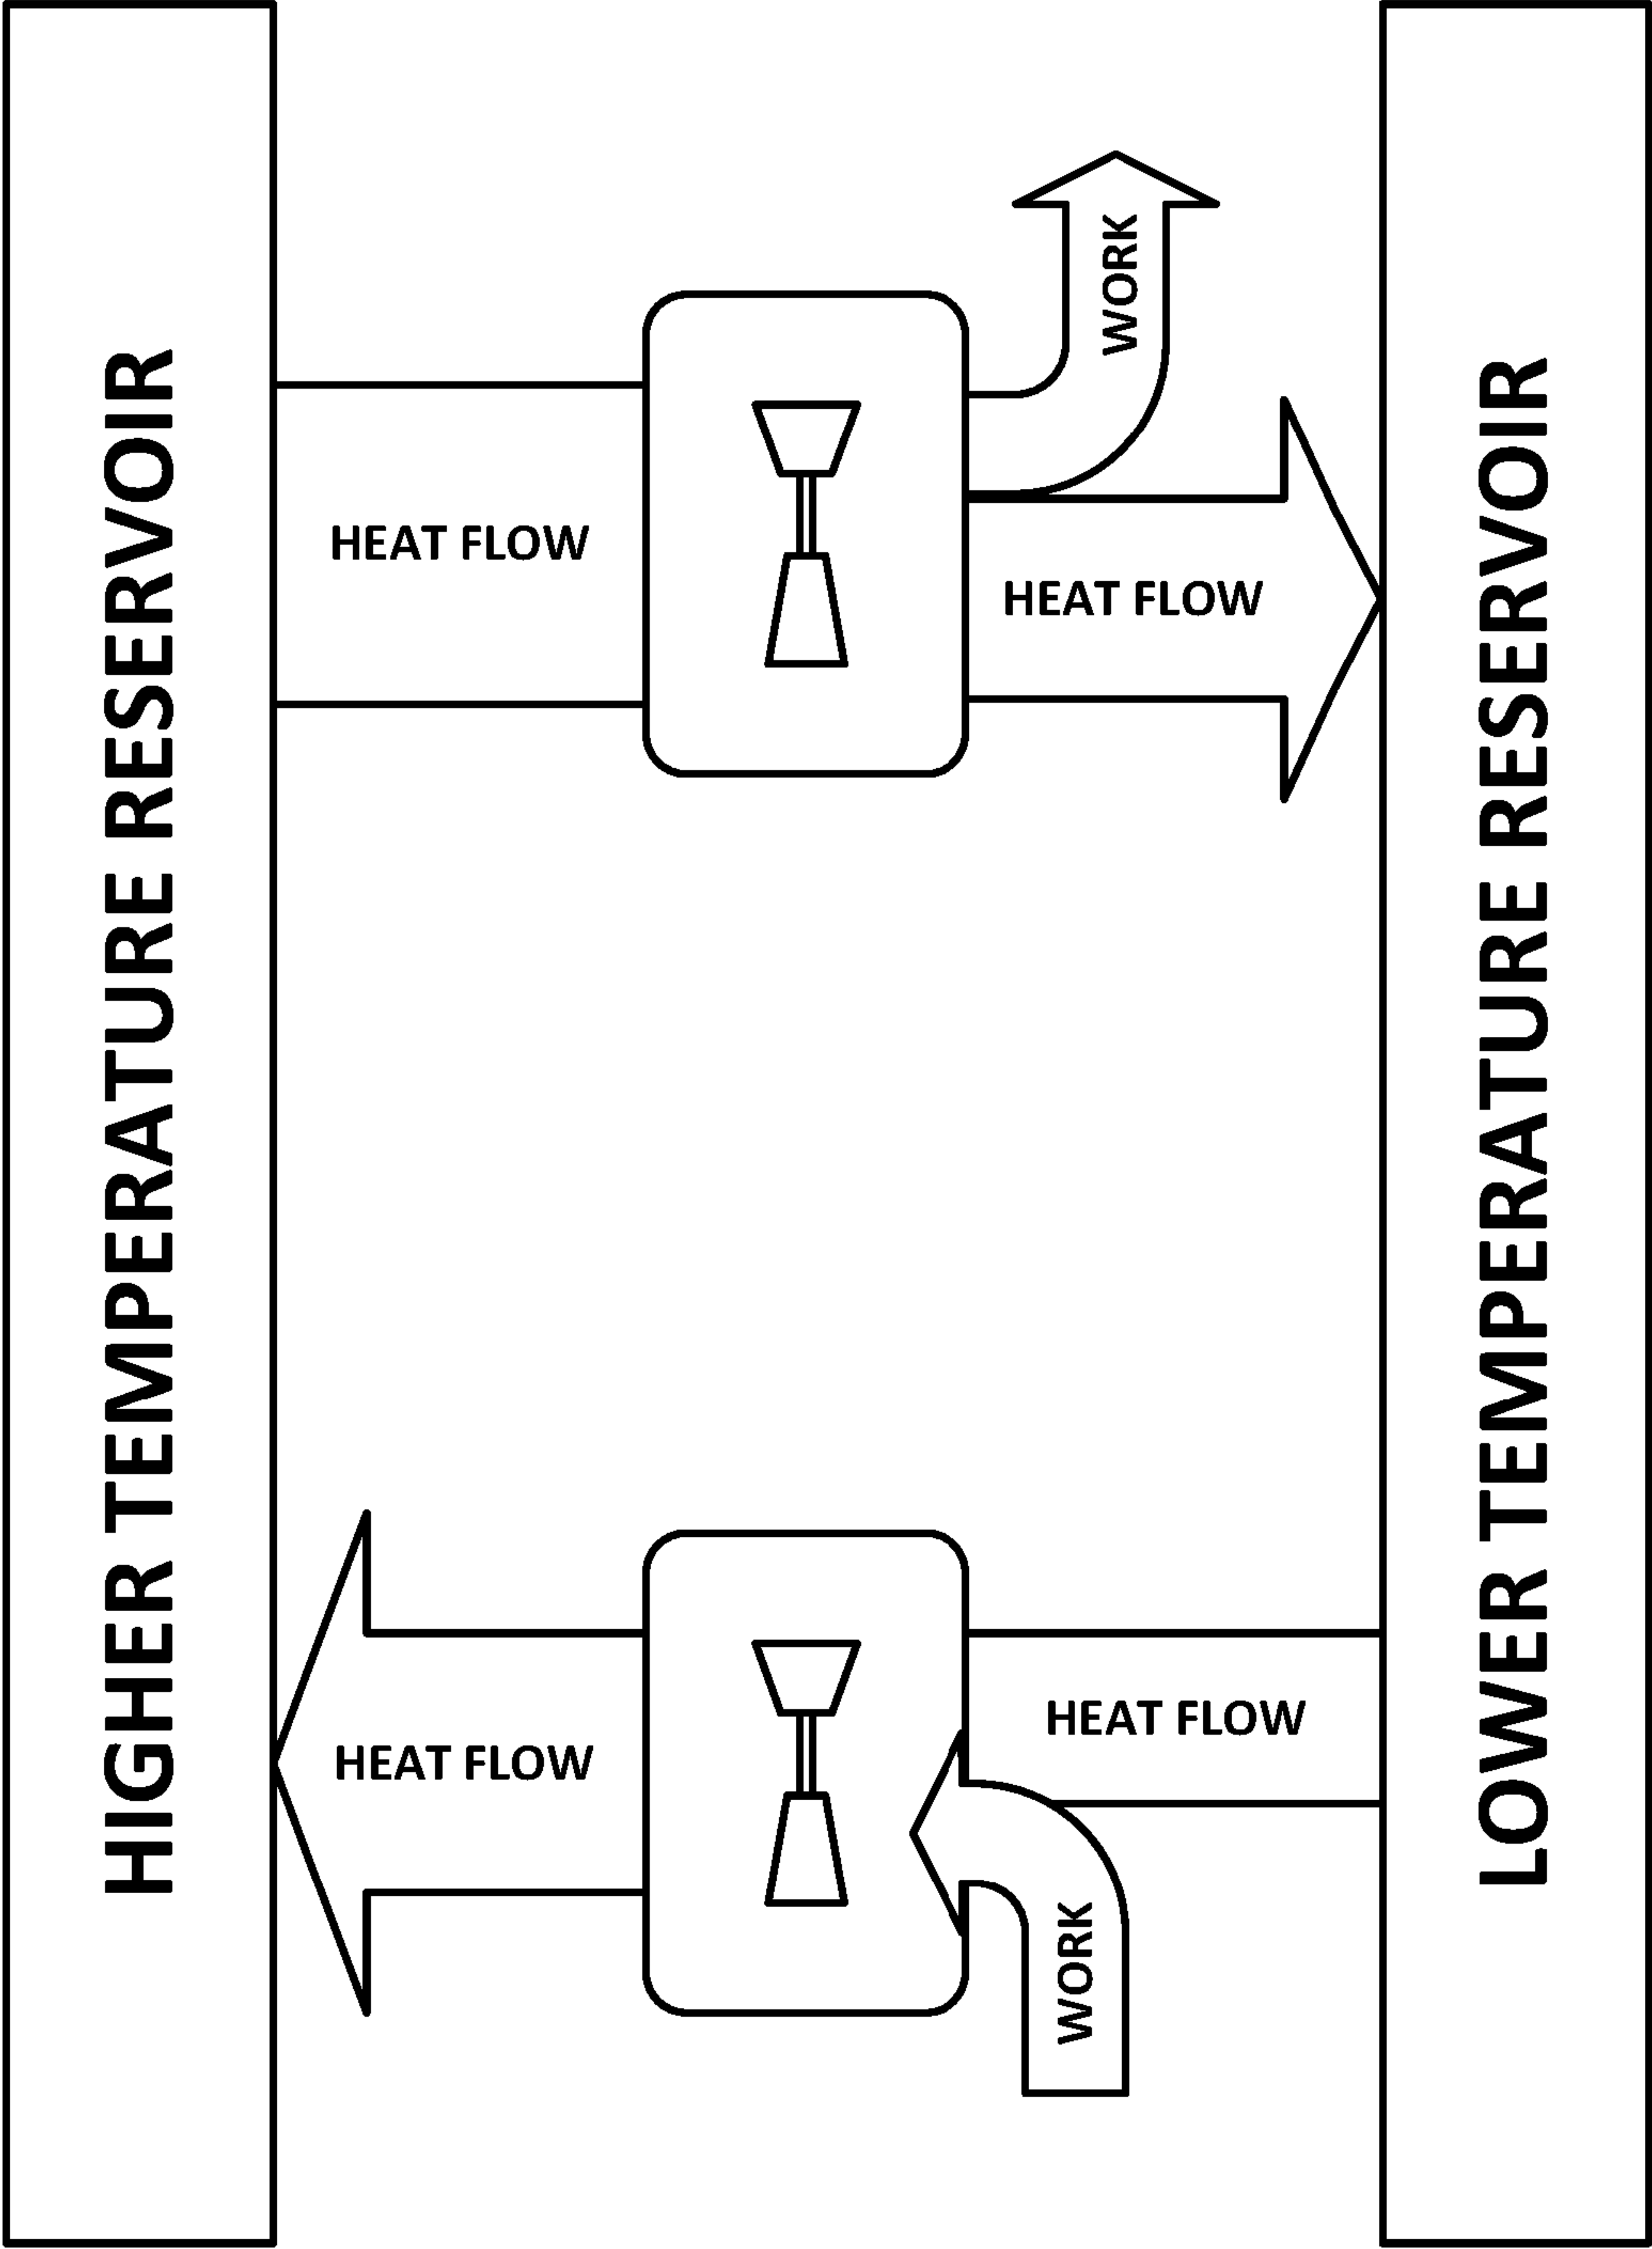 HIGHER TEMPERATURE RESERVOIR
HEAT FLOW
WORK
HEAT FLOW
HEAT FLOW
HEAT FLOW
WORK
LOWER TEMPERATURE RESERVOIR